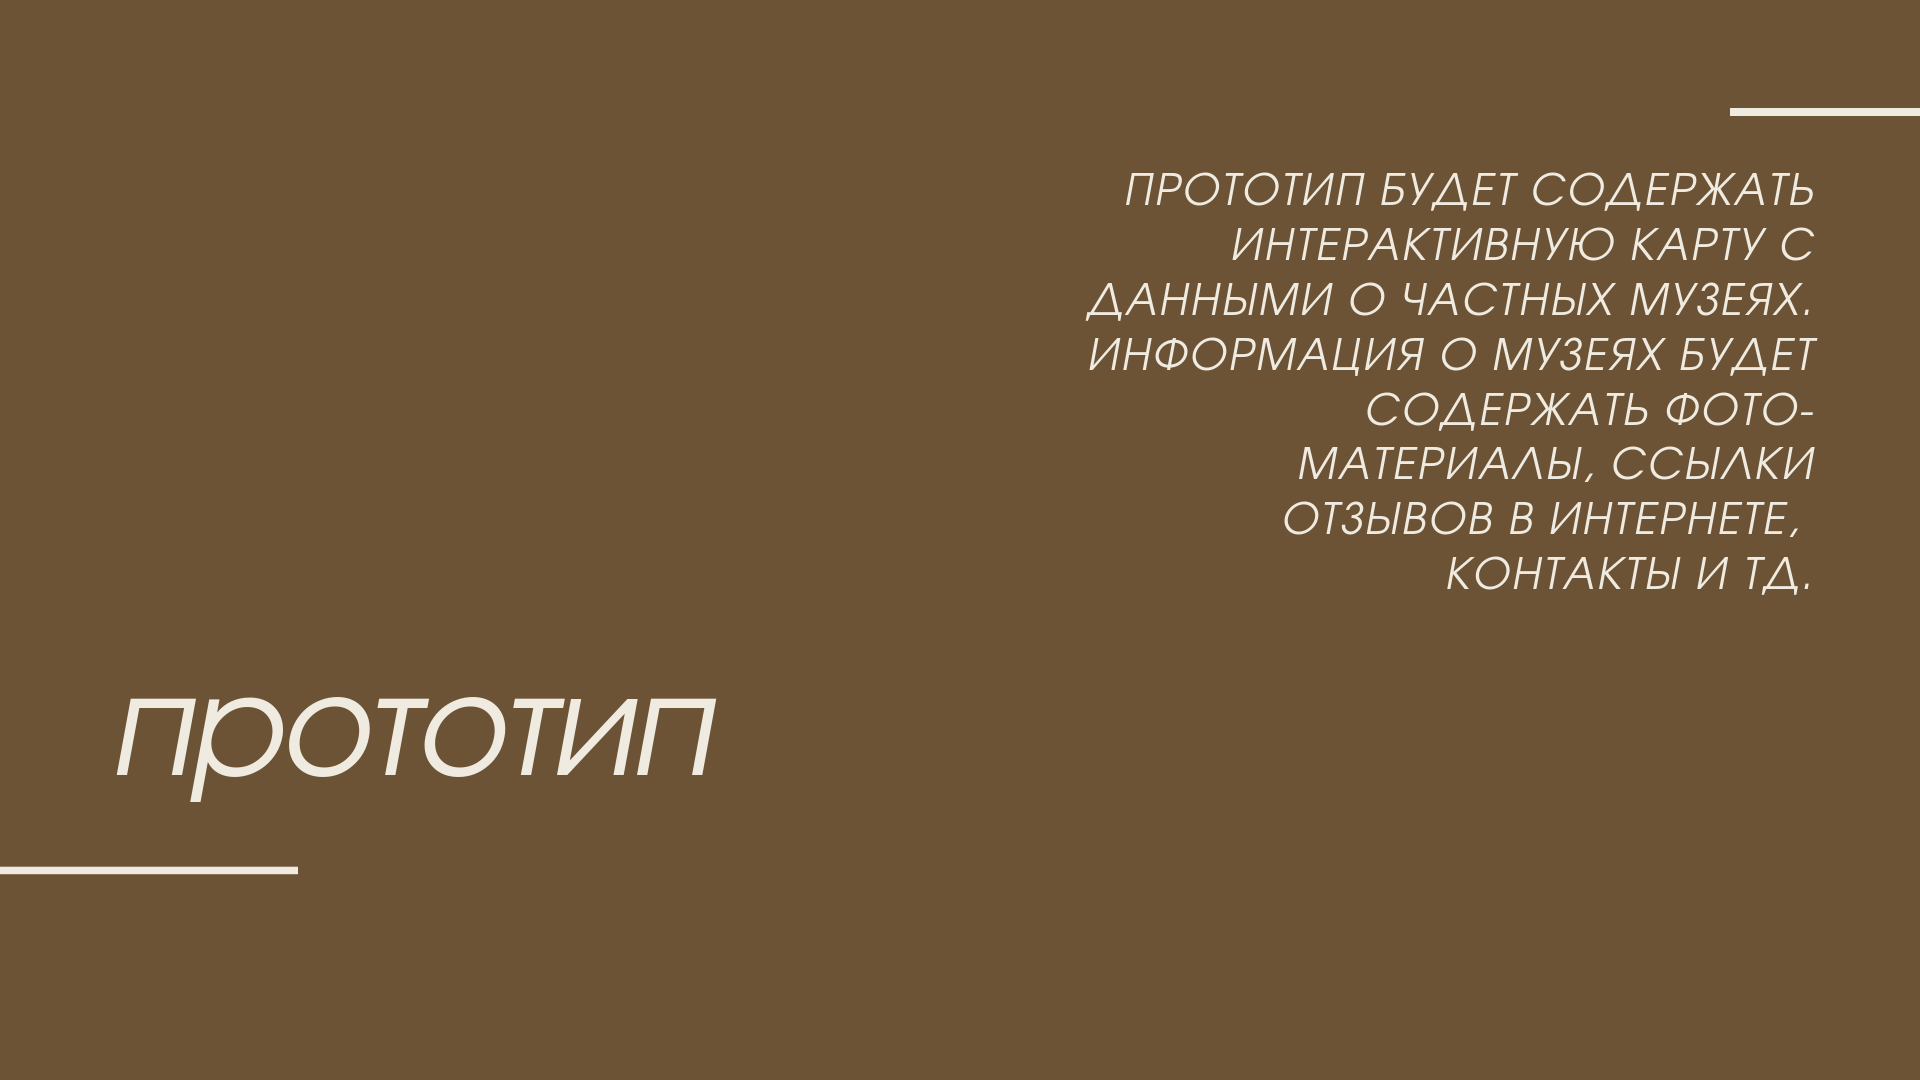 ПРОТОТИП БУДЕТ СОДЕРЖАТЬ
ИНТЕРАКТИВНУЮ КАРТУ С
ДАННЫМИ О ЧАСТНЫХ МУЗЕЯХ.
ИНФОРМАЦИЯ О МУЗЕЯХ БУДЕТ
СОДЕРЖАТЬ ФОТО-
МАТЕРИАЛЫ, ССЫЛКИ
ОТЗЫВОВ В ИНТЕРНЕТЕ,
КОНТАКТЫ И ТД.
прототип